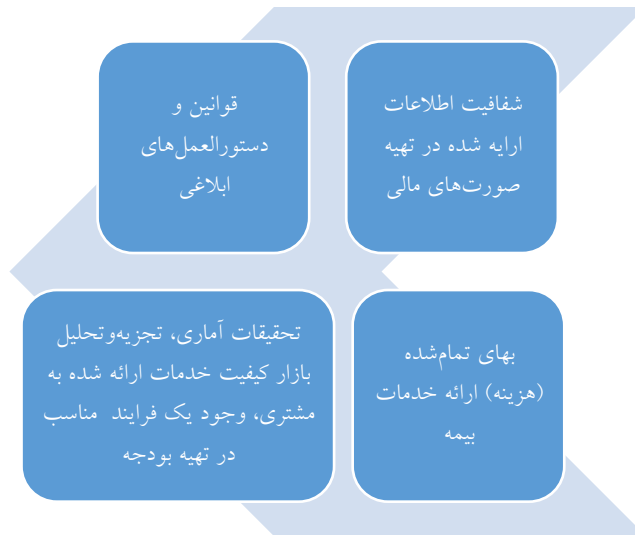 شفافیت اطلاعات
ارایه شده در تهیه
صورت‌های مالی
قوانین و
دستورالعمل‌های
ابلاغی
بهای تمام‌شده
(هزینه) ارائه خدمات
بیمه
تحقیقات آماری، تجزیه‌وتحلیل
بازار کیفیت خدمات ارائه شده به
مشتری، وجود یک فرایند مناسب
در تهیه بودجه